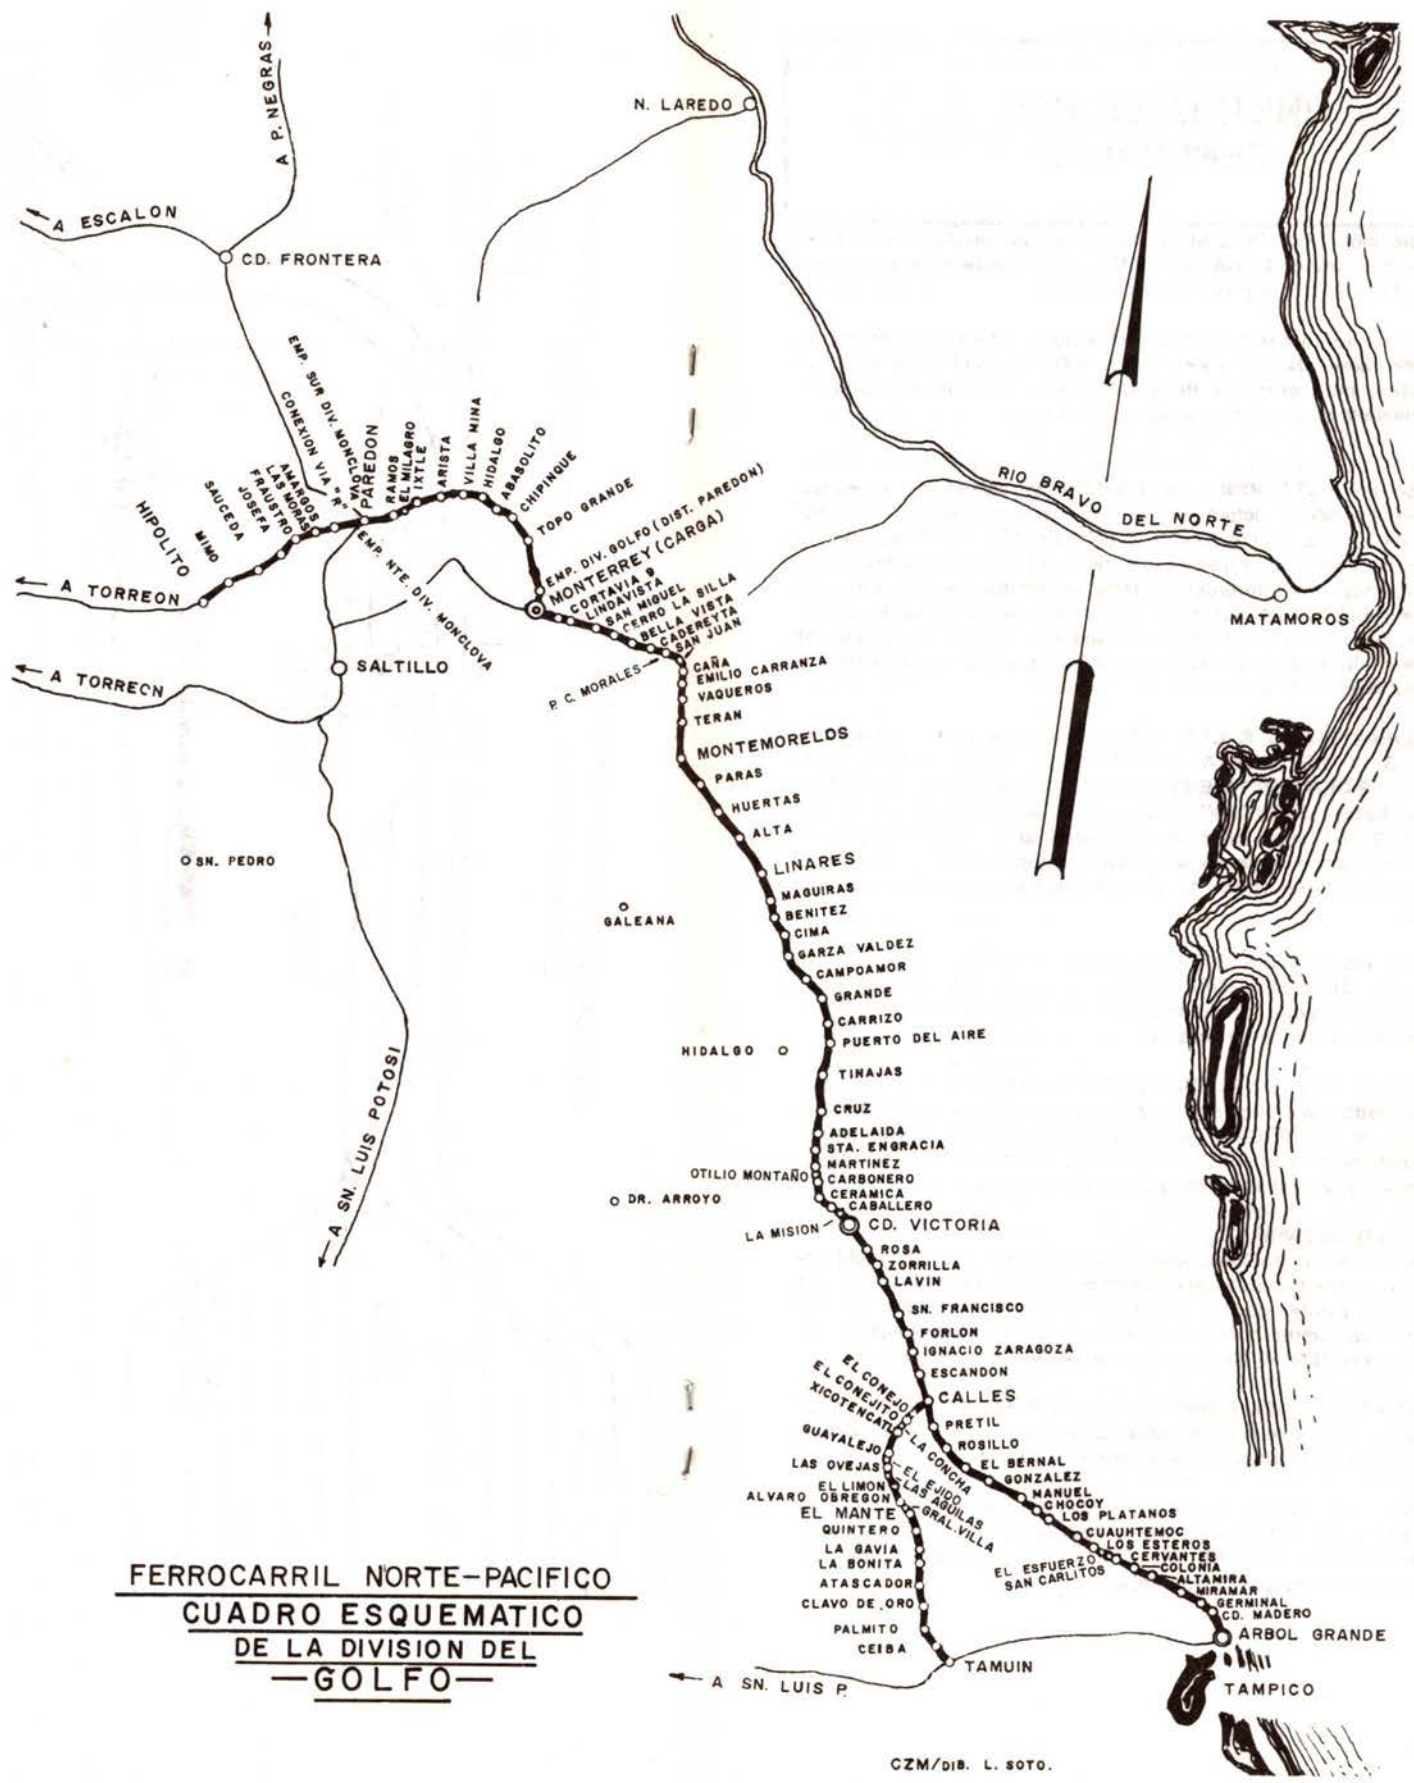 A P. NEGRAS
N. LAREDO
A ESCALON
CD. FRONTERA
EMP. SUR DIV. MONCLOVA
CONEXION VIA "R"
PAREDON
RAMOS
EL MILAGRO
IXTLE
ARISTA
VILLA MINA
HIDALGO
ABASOLITO
CHIPINQUE
TOPO GRANDE
AMARGOS
LAS MORAS
FRAUSTRO
JOSEFA
SAUCEDA
MIMO
HIPOLITO
A TORREON
EMP. NTE. DIV. MONCLOVA
EMP. DIV. GOLFO (DIST. PAREDON)
MONTERREY (CARGA)
CORTAVIA 9
LINDAVISTA
SAN MIGUEL
CERRO LA SILLA
BELLA VISTA
CADEREYTA
SAN JUAN
P. C. MORALES
RIO BRAVO DEL NORTE
MATAMOROS
SALTILLO
A TORREON
CAÑA
EMILIO CARRANZA
VAQUEROS
TERAN
MONTEMORELOS
PARAS
HUERTAS
ALTA
LINARES
SN. PEDRO
GALEANA
MAGUIRAS
BENITEZ
CIMA
GARZA VALDEZ
CAMPOAMOR
GRANDE
CARRIZO
PUERTO DEL AIRE
HIDALGO
TINAJAS
CRUZ
ADELAIDA
STA. ENGRACIA
MARTINEZ
OTILIO MONTAÑO
CARBONERO
CERAMICA
CABALLERO
DR. ARROYO
LA MISION
CD. VICTORIA
A SN. LUIS POTOSI
ROSA
ZORRILLA
LAVIN
SN. FRANCISCO
FORLON
IGNACIO ZARAGOZA
ESCANDON
CALLES
EL CONEJO
EL CONEJITO
XICOTENCATL
LA CONCHA
GUAYALEJO
LAS OVEJAS
EL EJIDO
LAS AGUILAS
EL LIMON
ALVARO OBREGON
GRAL. VILLA
EL MANTE
QUINTERO
LA GAVIA
LA BONITA
ATASCADOR
CLAVO DE ORO
PALMITO
CEIBA
TAMUIN
PRETIL
ROSILLO
EL BERNAL
GONZALEZ
MANUEL
CHOCOY
LOS PLATANOS
CUAUHTEMOC
LOS ESTEROS
CERVANTES
COLONIA
ALTAMIRA
MIRAMAR
GERMINAL
CD. MADERO
EL ESFUERZO
SAN CARLITOS
ARBOL GRANDE
TAMPICO
A SN. LUIS P.
FERROCARRIL NORTE-PACIFICO
CUADRO ESQUEMATICO
DE LA DIVISION DEL
—GOLFO—
CZM/DIB. L. SOTO.